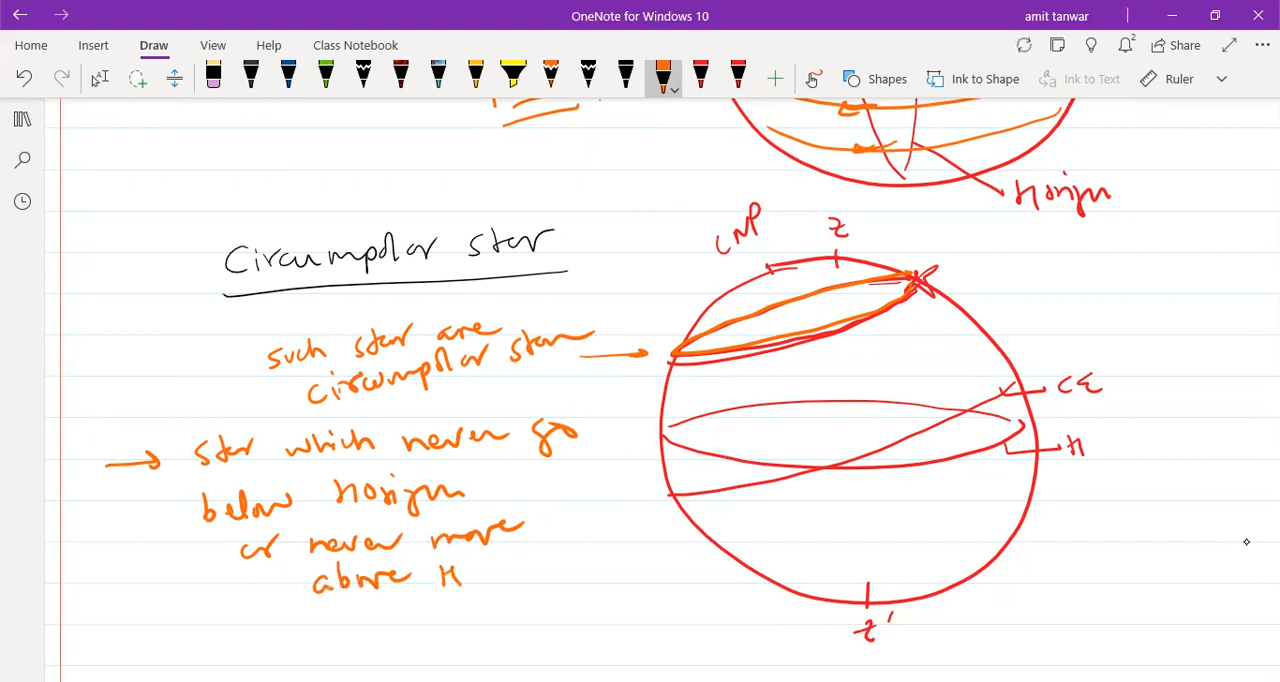 OneNote for Windows 10
amit tanwar
Home Insert Draw View Help Class Notebook
Share
Shapes Ink to Shape Ink to Text Ruler
Horizon
Circumpolar star
CNP
Z
such star are
circumpolar star
CE
H
star which never go
below Horizon
or never move
above H
Z'